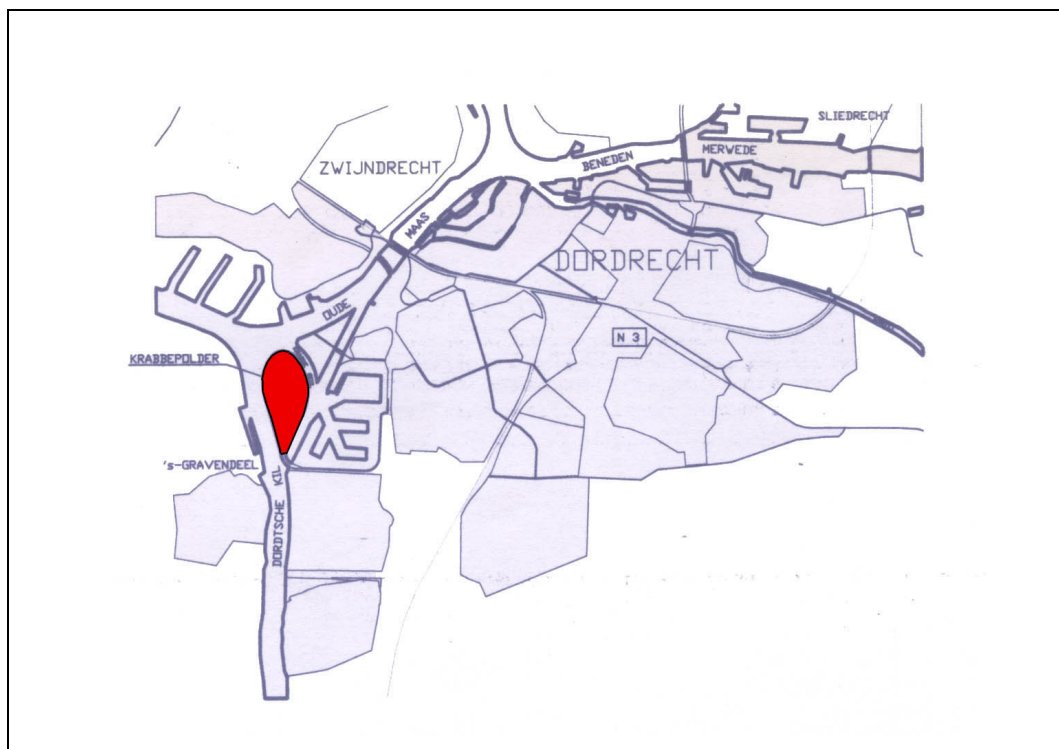 SLIEDRECHT
MERWEDE
BENEDEN
ZWIJNDRECHT
MAAS
DORDRECHT
OUDE
N 3
KRABBEPOLDER
's-GRAVENDEEL
DORDTSCHE KIL